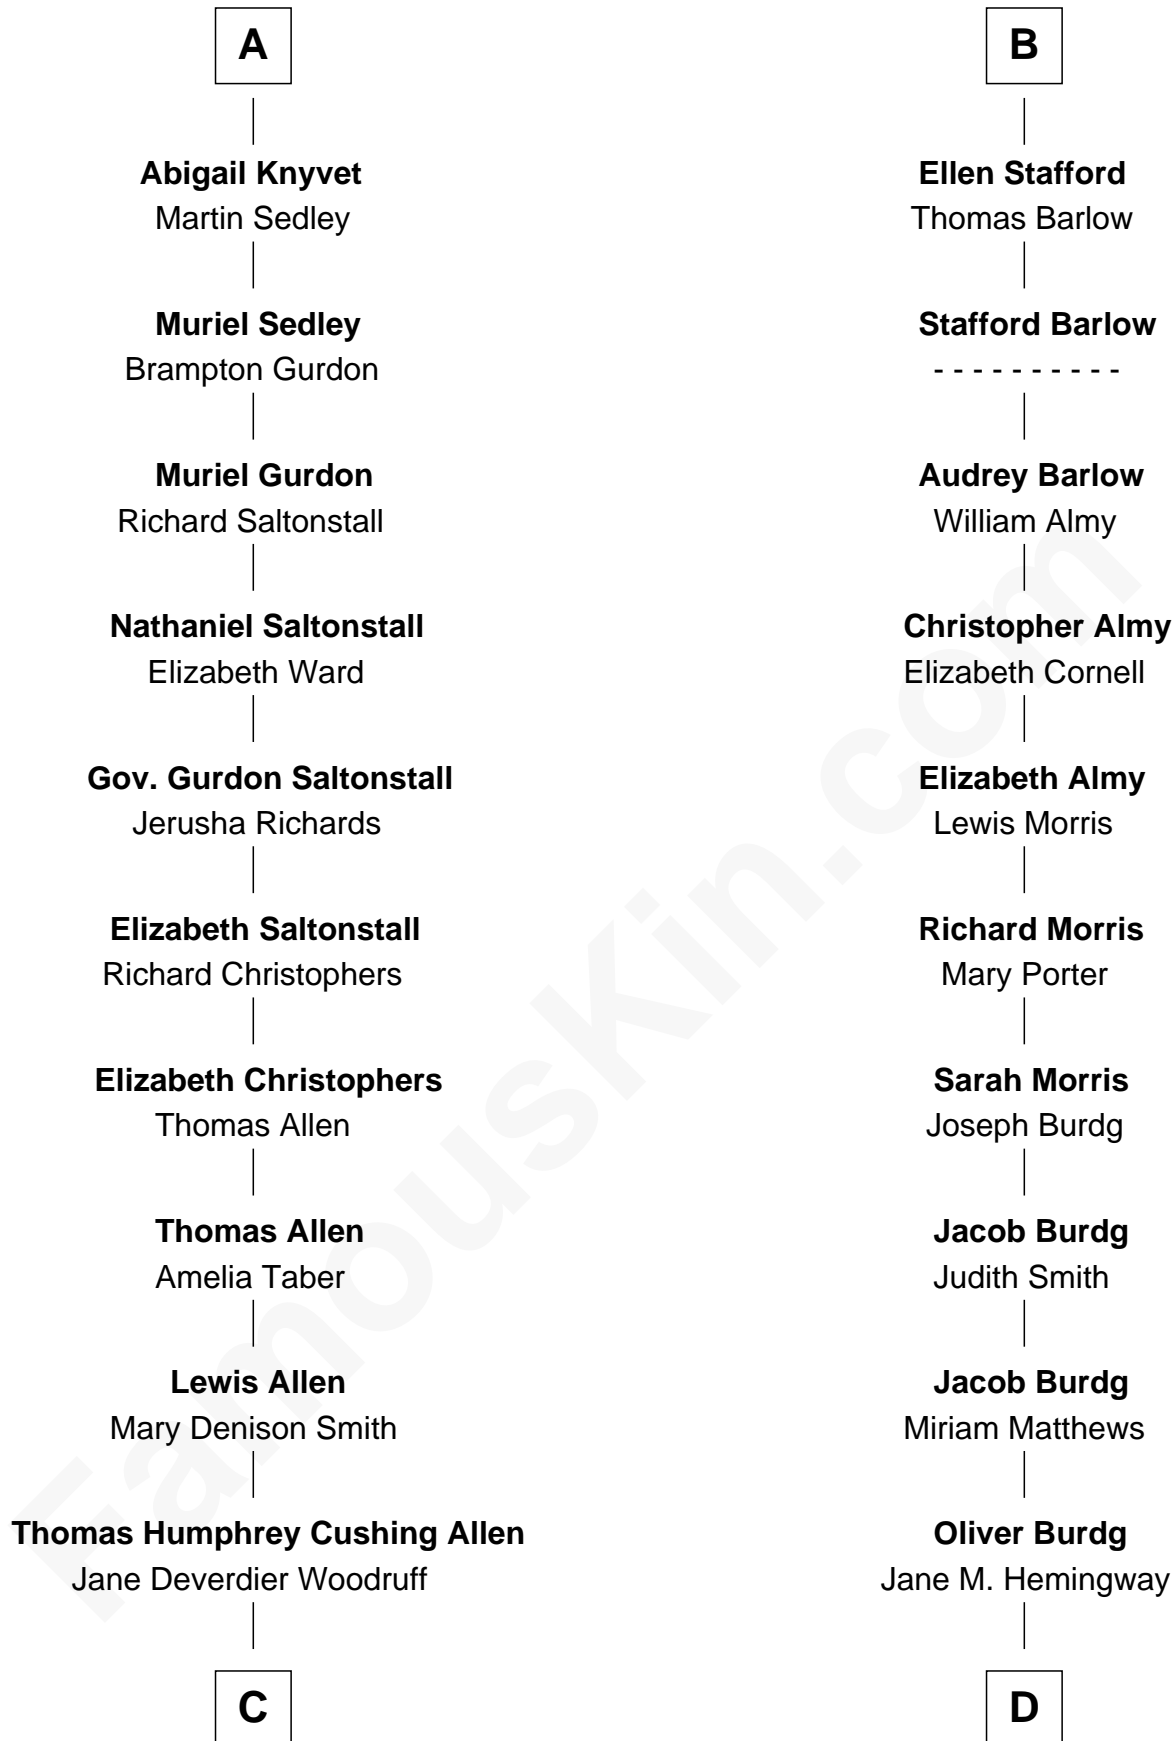 A
Abigail Knyvet
Martin Sedley
Muriel Sedley
Brampton Gurdon
Muriel Gurdon
Richard Saltonstall
Nathaniel Saltonstall
Elizabeth Ward
Gov. Gurdon Saltonstall
Jerusha Richards
Elizabeth Saltonstall
Richard Christophers
Elizabeth Christophers
Thomas Allen
Thomas Allen
Amelia Taber
Lewis Allen
Mary Denison Smith
Thomas Humphrey Cushing Allen
Jane Deverdier Woodruff
C
B
Ellen Stafford
Thomas Barlow
Stafford Barlow
- - - - - - - - - -
Audrey Barlow
William Almy
Christopher Almy
Elizabeth Cornell
Elizabeth Almy
Lewis Morris
Richard Morris
Mary Porter
Sarah Morris
Joseph Burdg
Jacob Burdg
Judith Smith
Jacob Burdg
Miriam Matthews
Oliver Burdg
Jane M. Hemingway
D
FamousKin.com